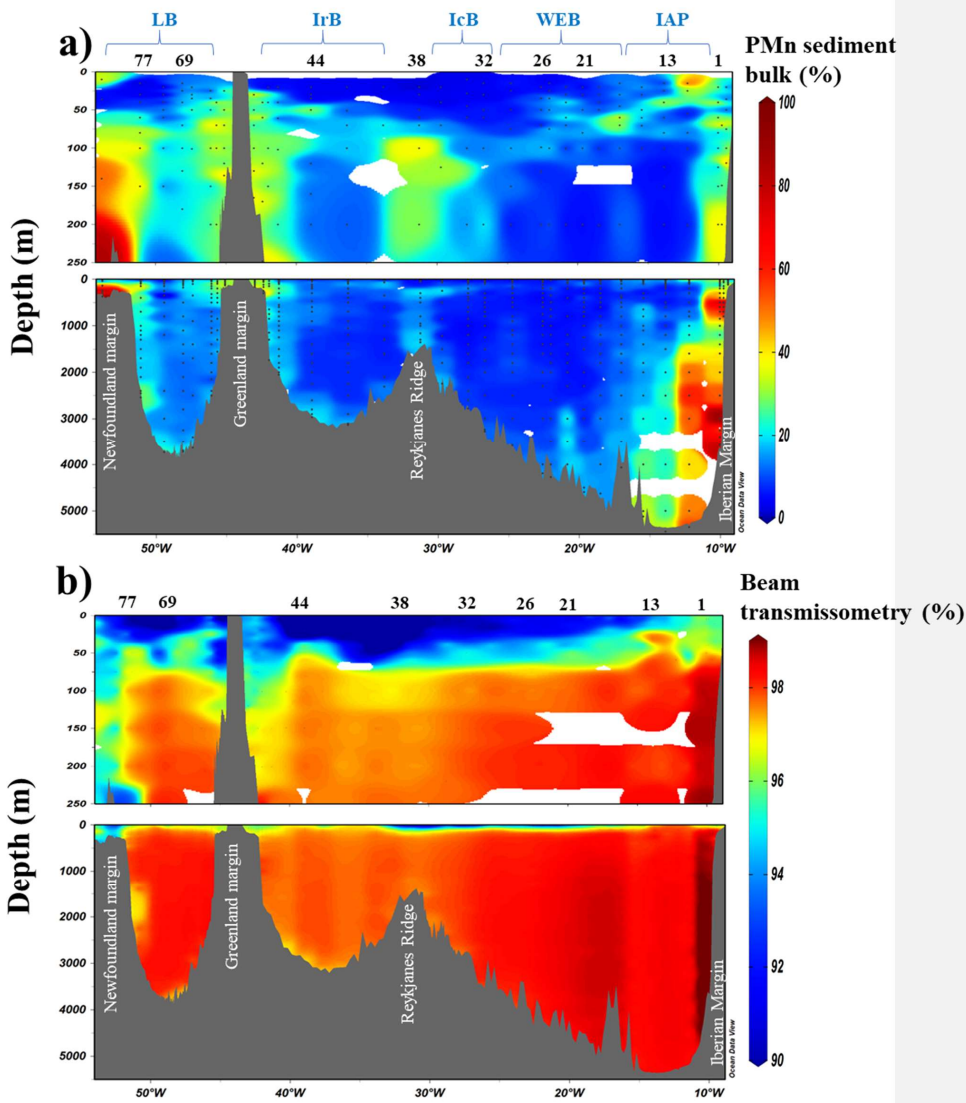 LB IrB IcB WEB IAP
a) 77 69 44 38 32 26 21 13 1
PMn sediment
bulk (%)
0
50
100
150
200
250
100
80
60
40
20
0
Depth (m)
0
1000
2000
3000
4000
5000
Newfoundland margin
Greenland margin
Reykjanes Ridge
Iberian Margin
Ocean Data View
50°W 40°W 30°W 20°W 10°W
b) 77 69 44 38 32 26 21 13 1
Beam
transmissometry (%)
0
50
100
150
200
250
98
96
94
92
90
Depth (m)
0
1000
2000
3000
4000
5000
Newfoundland margin
Greenland margin
Reykjanes Ridge
Iberian Margin
Ocean Data View
50°W 40°W 30°W 20°W 10°W